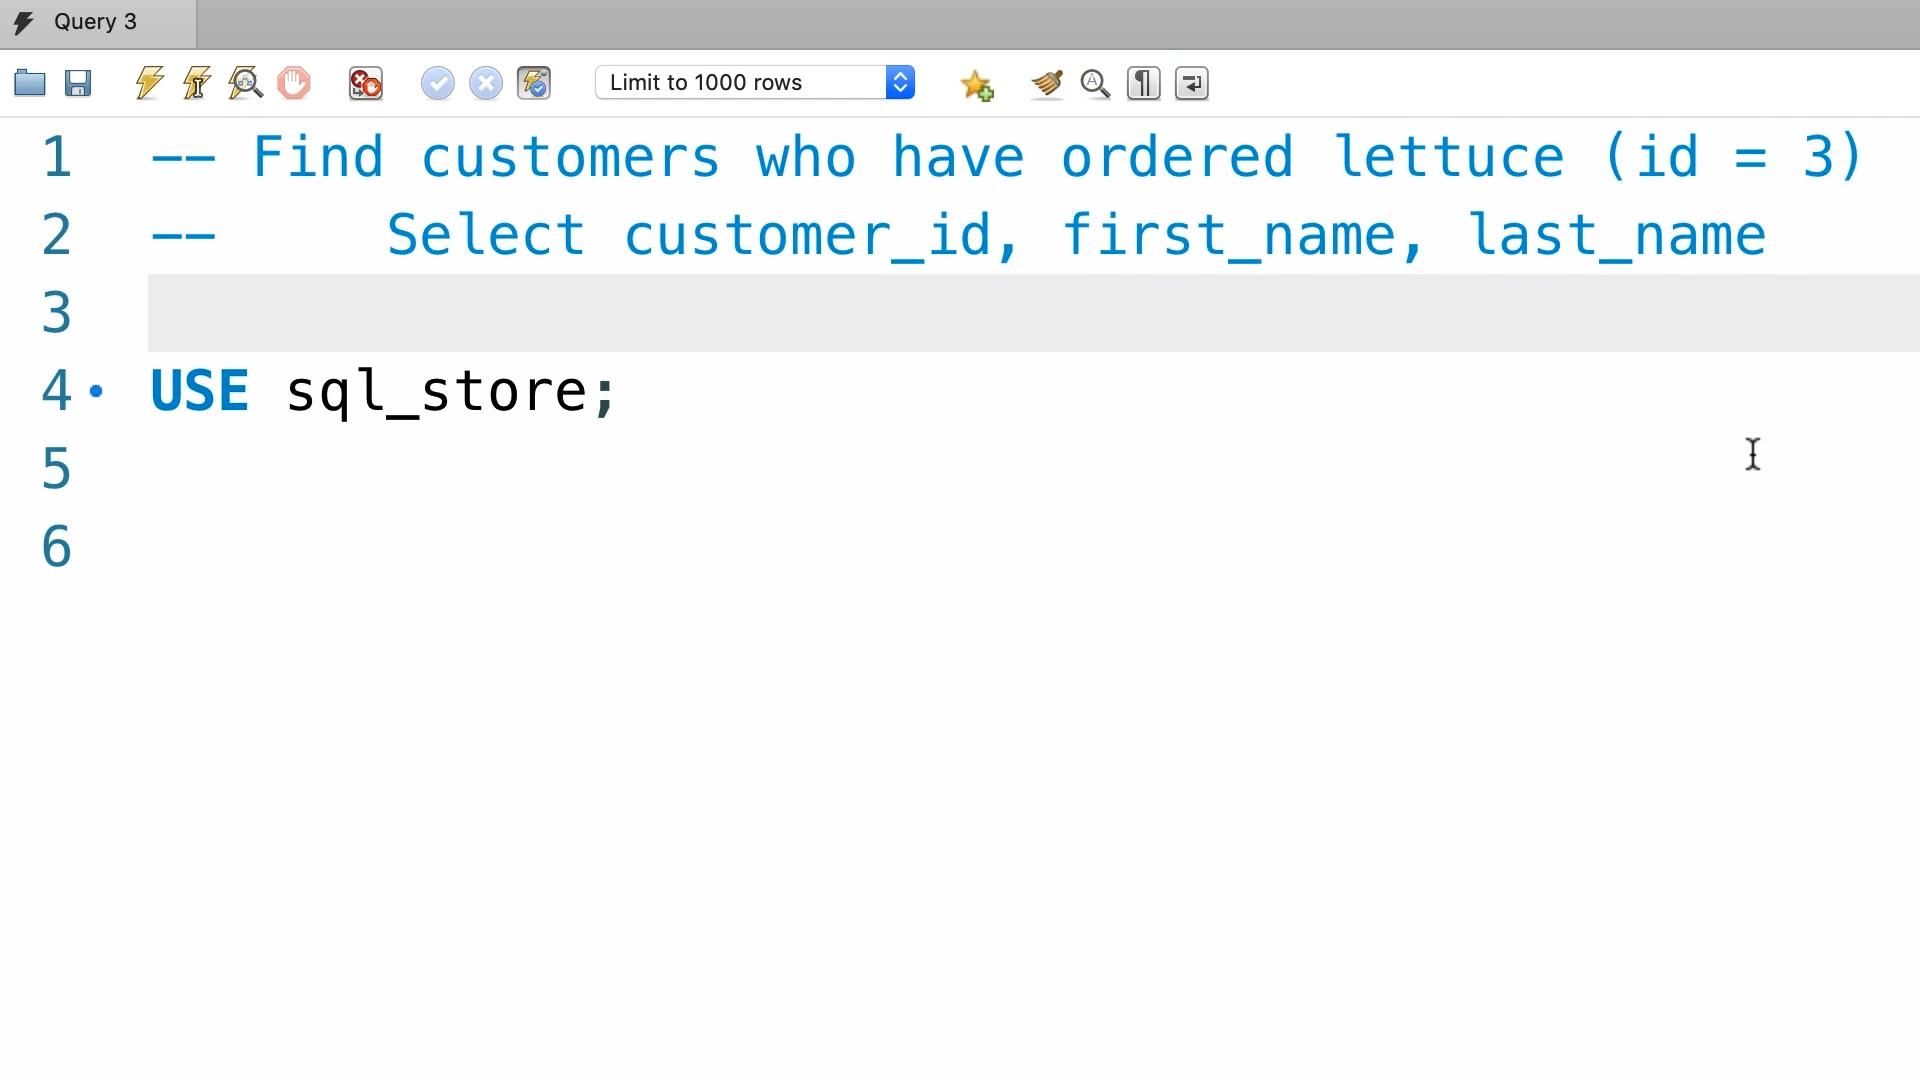 Query 3
Limit to 1000 rows
1 -- Find customers who have ordered lettuce (id = 3)
2 --     Select customer_id, first_name, last_name
3
4 USE sql_store;
5
6